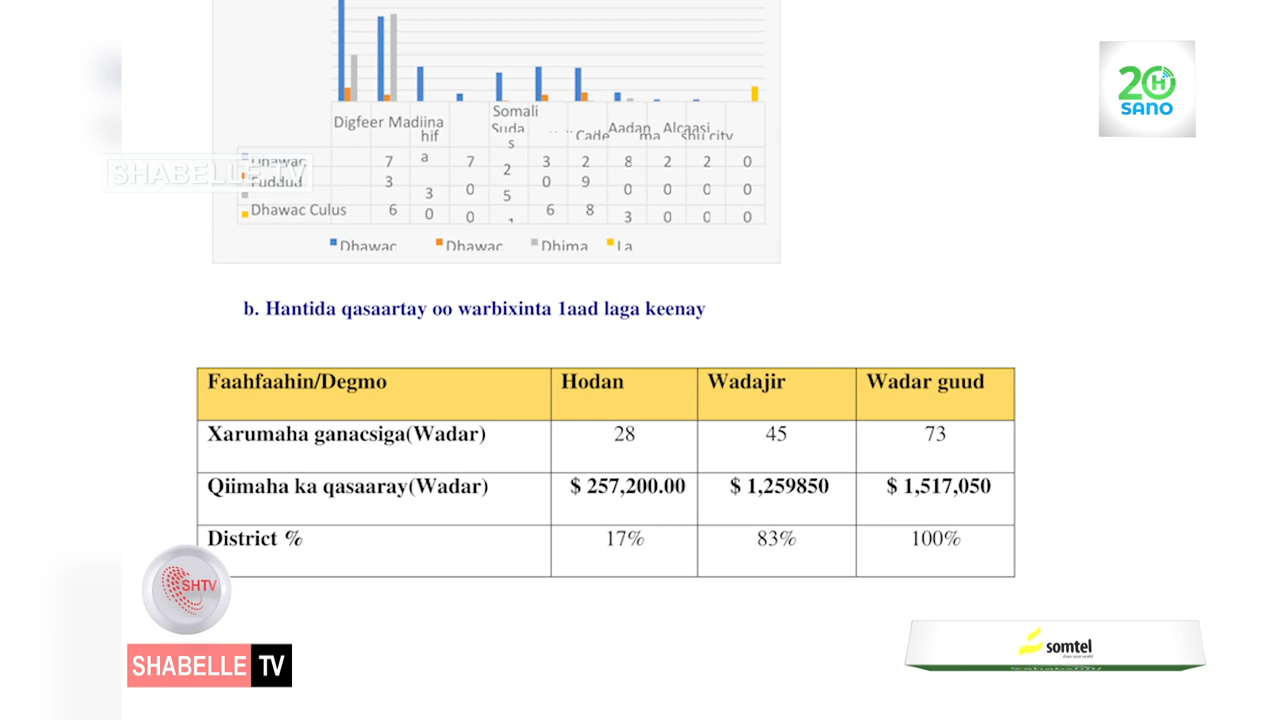 20
SANO
Digfeer Madiina
hifa
Somali
Cade
Aadan
Alcaasi
shu city
SHABELLE TV
7 7 3 2 8 2 2 0
3 3 0 2 0 9 0 0 0 0
Fuddud
5
Dhawac Culus 6 0 0 6 8 3 0 0 0
Dhawac Dhawac Dhima La
b. Hantida qasaartay oo warbixinta 1aad laga keenay
Faahfaahin/Degmo Hodan Wadajir Wadar guud
Xarumaha ganacsiga(Wadar) 28 45 73
Qiimaha ka qasaaray(Wadar) $ 257,200.00 $ 1,259850 $ 1,517,050
District % 17% 83% 100%
SHTV
SHABELLE TV
somtel